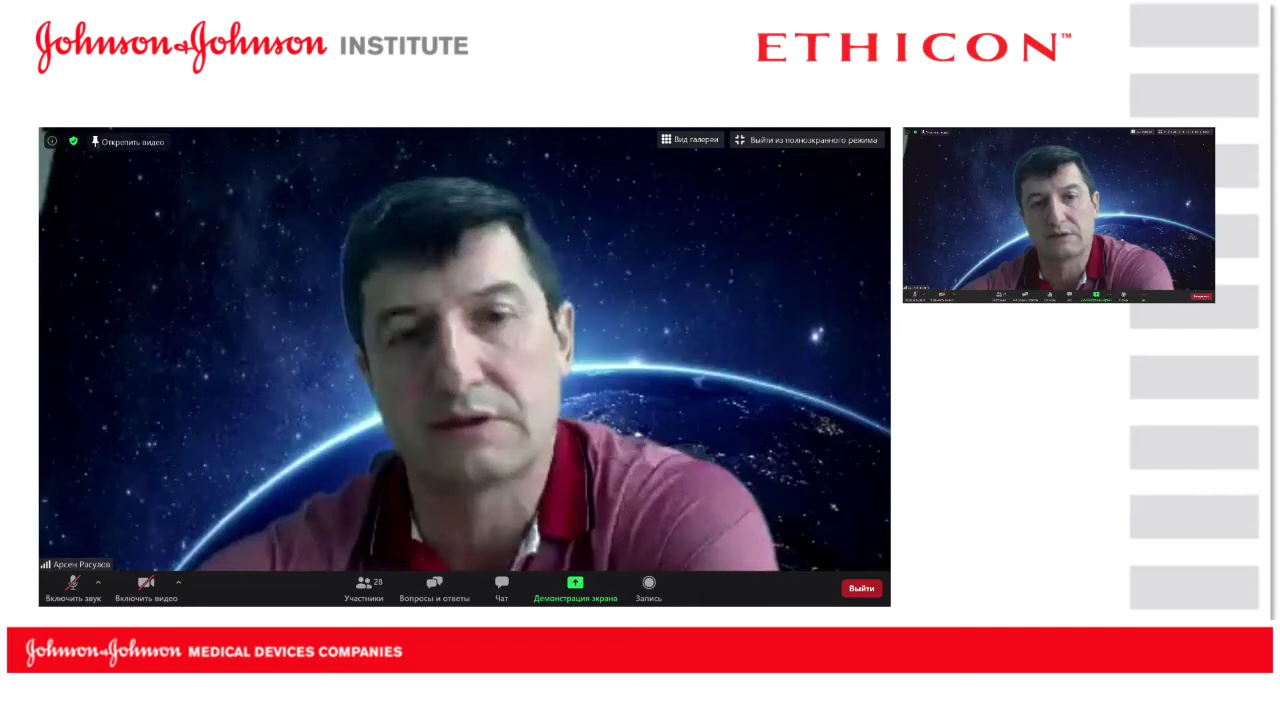 Johnson & Johnson INSTITUTE
ETHICON™
Открепить видео
Вид галереи
Выйти из полноэкранного режима
Арсен Расулов
28
Включить звук
Включить видео
Участники
Вопросы и ответы
Чат
Демонстрация экрана
Запись
Выйти
Johnson & Johnson MEDICAL DEVICES COMPANIES